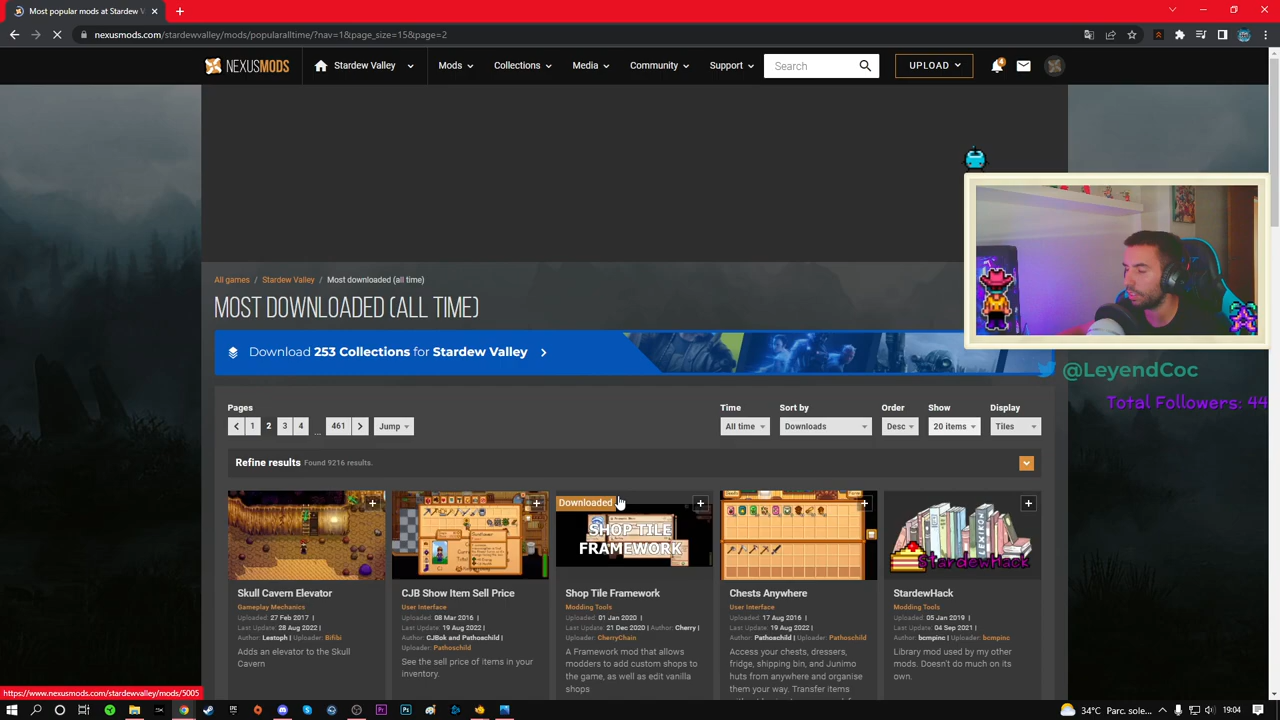 Most popular mods at Stardew V
nexusmods.com/stardewvalley/mods/popularalltime/?nav=1&page_size=15&page=2
NEXUSMODS
Stardew Valley
Mods
Collections
Media
Community
Support
Search
UPLOAD
4
All games / Stardew Valley / Most downloaded (all time)
MOST DOWNLOADED (ALL TIME)
Download 253 Collections for Stardew Valley
@LeyendCoc
Total Followers: 44
Pages
1 2 3 4 ... 461 Jump
Time
All time
Sort by
Downloads
Order
Desc
Show
20 items
Display
Tiles
Refine results Found 9216 results.
Skull Cavern Elevator
Gameplay Mechanics
Uploaded: 27 Feb 2017 |
Last Update: 28 Aug 2022 |
Author: Lestoph | Uploader: Bifibi
Adds an elevator to the Skull
Cavern
CJB Show Item Sell Price
User Interface
Uploaded: 08 Mar 2016 |
Last Update: 19 Aug 2022 |
Author: CJBok and Pathoschild |
Uploader: Pathoschild
See the sell price of items in your
inventory.
Downloaded
SHOP TILE
FRAMEWORK
Shop Tile Framework
Modding Tools
Uploaded: 01 Jan 2020 |
Last Update: 21 Dec 2020 | Author: Cherry |
Uploader: CherryChain
A Framework mod that allows
modders to add custom shops to
the game, as well as edit vanilla
shops
Chests Anywhere
User Interface
Uploaded: 17 Aug 2016 |
Last Update: 19 Aug 2022 |
Author: Pathoschild | Uploader: Pathoschild
Access your chests, dressers,
fridge, shipping bin, and Junimo
huts from anywhere and organise
them your way. Transfer items
LEXIKON
StardewHack
StardewHack
Modding Tools
Uploaded: 05 Jan 2019 |
Last Update: 04 Sep 2021 |
Author: bcmpinc | Uploader: bcmpinc
Library mod used by my other
mods. Doesn't do much on its
own.
https://www.nexusmods.com/stardewvalley/mods/5005
34°C Parc. sole...
19:04